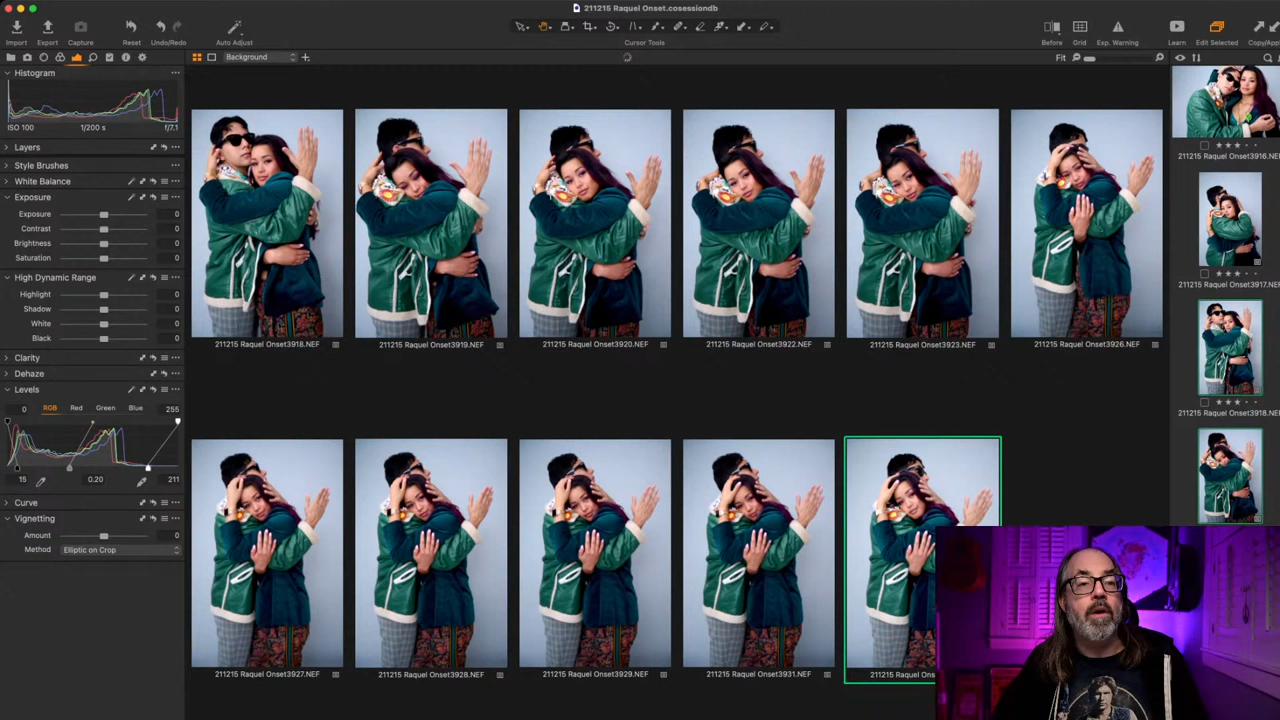 211215 Raquel Onset.cosessiondb
Import
Export
Capture
Reset
Undo/Redo
Auto Adjust
Cursor Tools
Before
Grid
Exp. Warning
Learn
Edit Selected
Copy/Ap
Background
Fit
Histogram
ISO 100
1/200 s
f/7.1
Layers
Style Brushes
White Balance
Exposure
Exposure 0
Contrast 0
Brightness 0
Saturation 0
High Dynamic Range
Highlight 0
Shadow 0
White 0
Black 0
Clarity
Dehaze
Levels
0 RGB Red Green Blue 255
15 0.20 211
Curve
Vignetting
Amount 0
Method Elliptic on Crop
211215 Raquel Onset3918.NEF
211215 Raquel Onset3919.NEF
211215 Raquel Onset3920.NEF
211215 Raquel Onset3922.NEF
211215 Raquel Onset3923.NEF
211215 Raquel Onset3926.NEF
211215 Raquel Onset3927.NEF
211215 Raquel Onset3928.NEF
211215 Raquel Onset3929.NEF
211215 Raquel Onset3931.NEF
211215 Raquel Ons
211215 Raquel Onset3916.NE
211215 Raquel Onset3917.NE
211215 Raquel Onset3918.NE